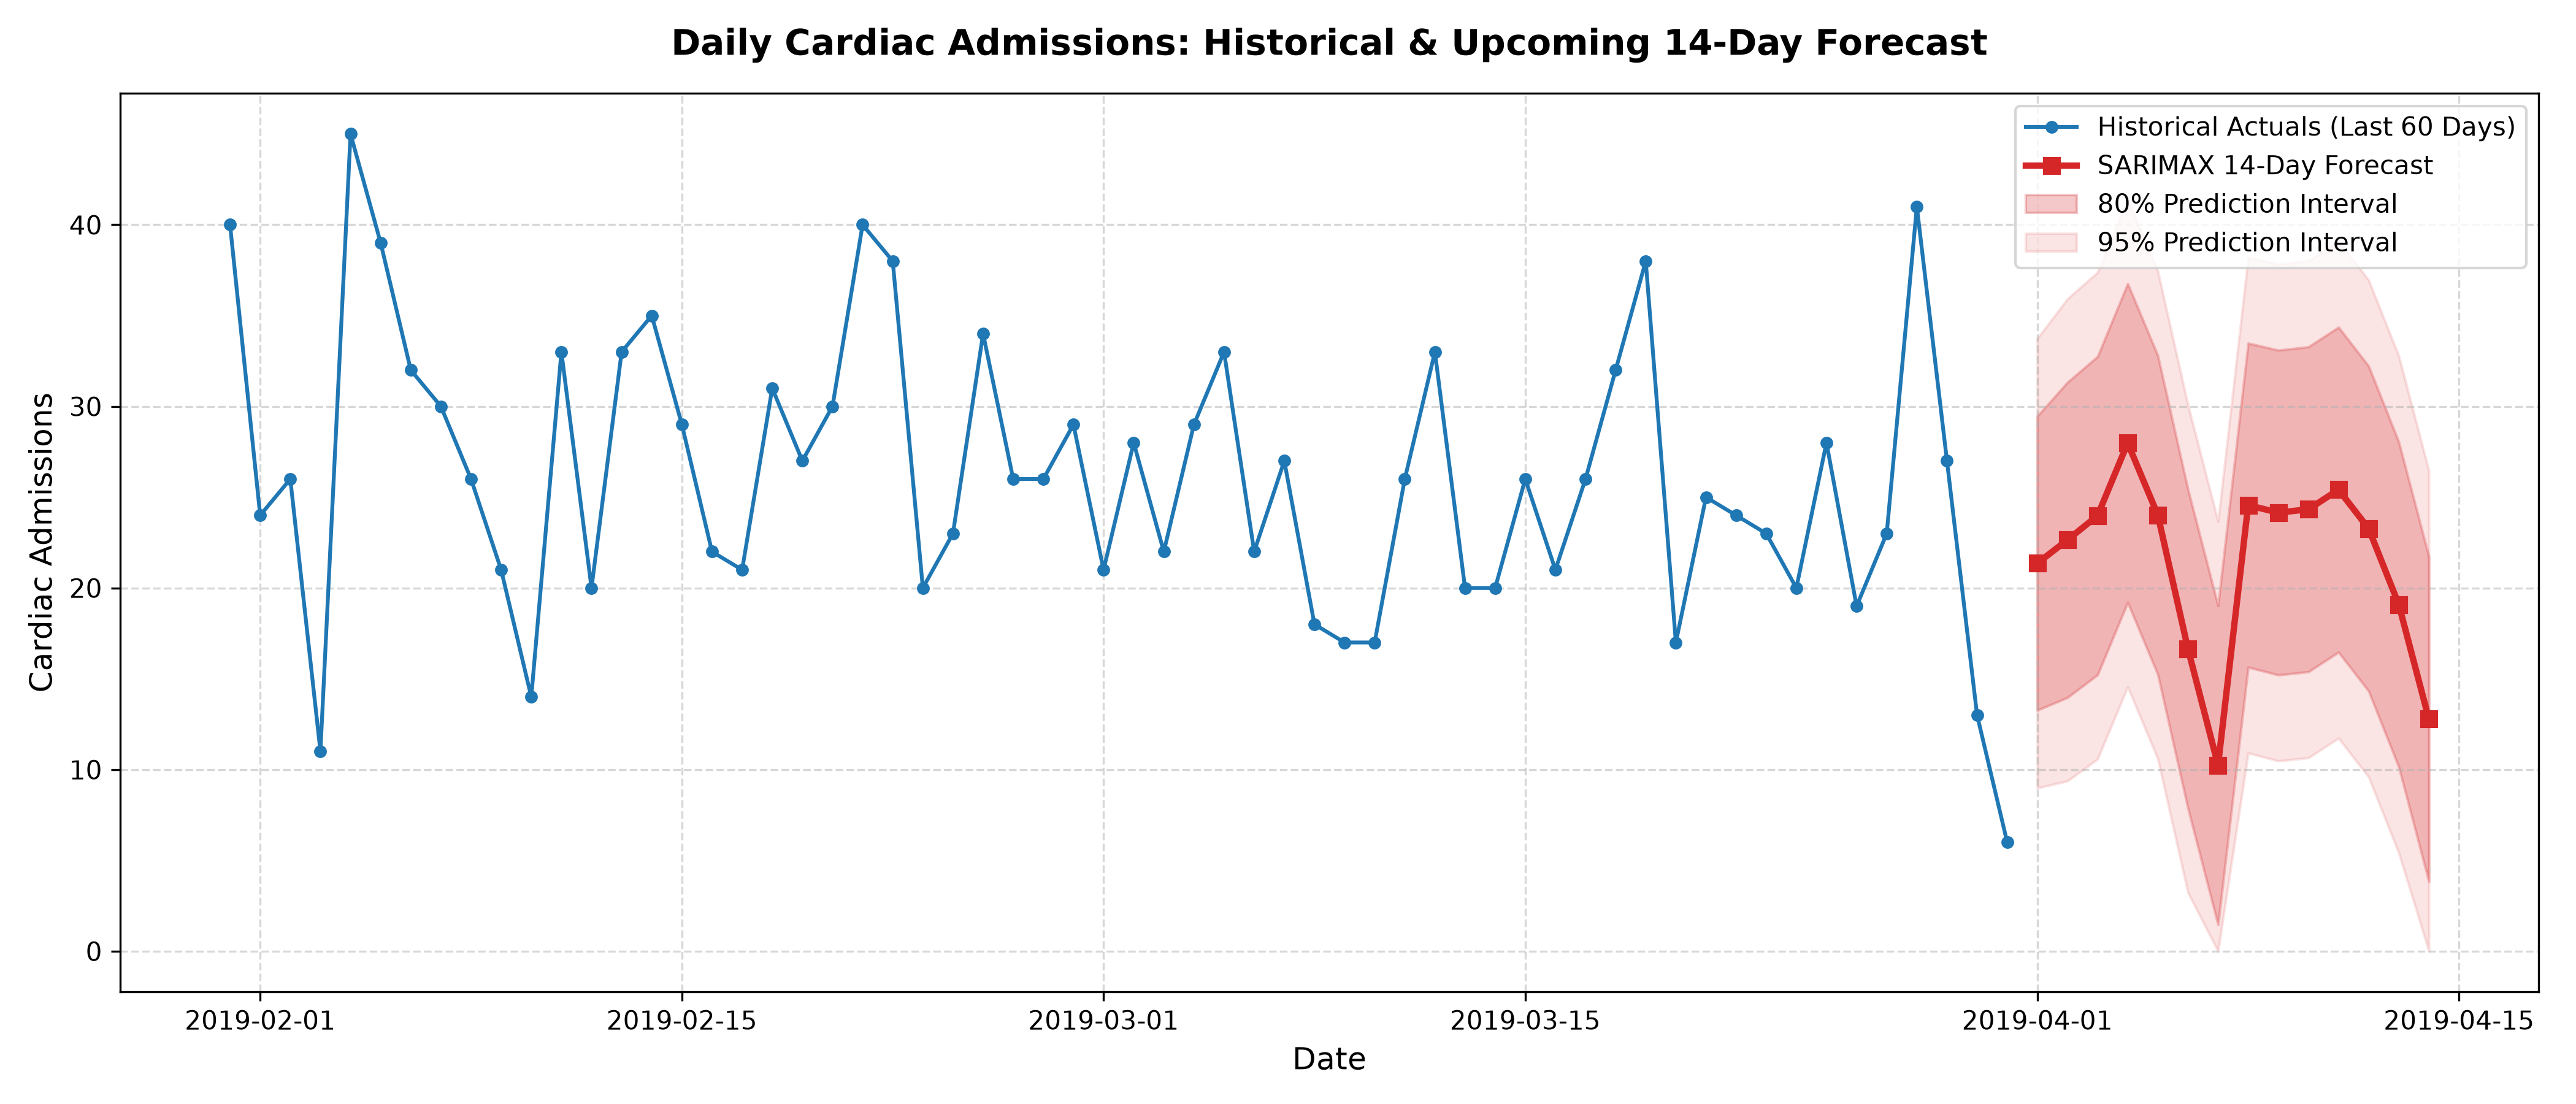 Daily Cardiac Admissions: Historical & Upcoming 14-Day Forecast
Historical Actuals (Last 60 Days)
SARIMAX 14-Day Forecast
80% Prediction Interval
95% Prediction Interval
Cardiac Admissions
40
30
20
10
0
2019-02-01
2019-02-15
2019-03-01
2019-03-15
2019-04-01
2019-04-15
Date